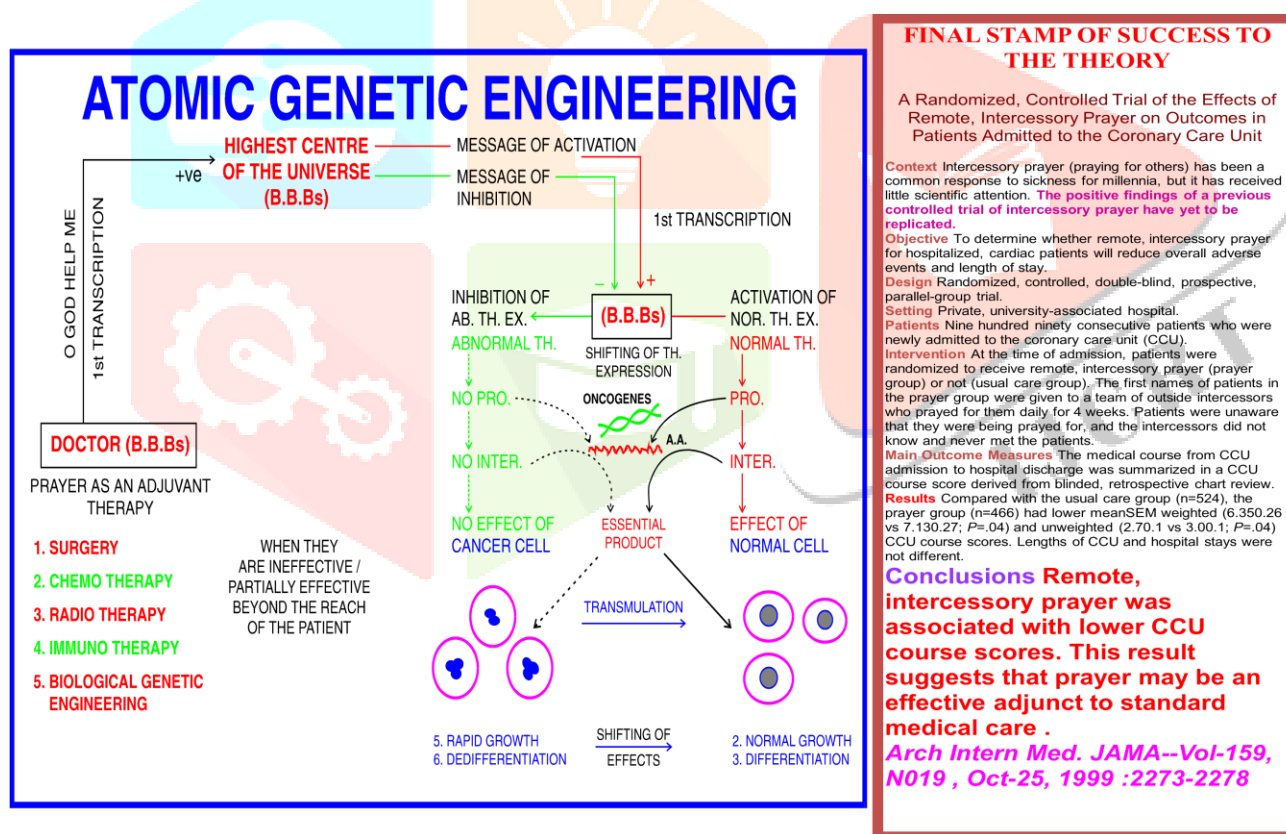 ATOMIC GENETIC ENGINEERING
HIGHEST CENTRE
OF THE UNIVERSE
(B.B.Bs)
+ve
MESSAGE OF ACTIVATION
MESSAGE OF
INHIBITION
1st TRANSCRIPTION
O GOD HELP ME
1st TRANSCRIPTION
DOCTOR (B.B.Bs)
PRAYER AS AN ADJUVANT
THERAPY
1. SURGERY
2. CHEMO THERAPY
3. RADIO THERAPY
4. IMMUNO THERAPY
5. BIOLOGICAL GENETIC
ENGINEERING
WHEN THEY
ARE INEFFECTIVE /
PARTIALLY EFFECTIVE
BEYOND THE REACH
OF THE PATIENT
INHIBITION OF
AB. TH. EX.
ABNORMAL TH.
NO PRO.
NO INTER.
NO EFFECT OF
CANCER CELL
– +
(B.B.Bs)
SHIFTING OF TH.
EXPRESSION
ONCOGENES
A.A.
ESSENTIAL
PRODUCT
ACTIVATION OF
NOR. TH. EX.
NORMAL TH.
PRO.
INTER.
EFFECT OF
NORMAL CELL
TRANSMULATION
5. RAPID GROWTH
6. DEDIFFERENTIATION
SHIFTING OF
EFFECTS
2. NORMAL GROWTH
3. DIFFERENTIATION
FINAL STAMP OF SUCCESS TO
THE THEORY
A Randomized, Controlled Trial of the Effects of
Remote, Intercessory Prayer on Outcomes in
Patients Admitted to the Coronary Care Unit
Context Intercessory prayer (praying for others) has been a
common response to sickness for millennia, but it has received
little scientific attention. The positive findings of a previous
controlled trial of intercessory prayer have yet to be
replicated.
Objective To determine whether remote, intercessory prayer
for hospitalized, cardiac patients will reduce overall adverse
events and length of stay.
Design Randomized, controlled, double-blind, prospective,
parallel-group trial.
Setting Private, university-associated hospital.
Patients Nine hundred ninety consecutive patients who were
newly admitted to the coronary care unit (CCU).
Intervention At the time of admission, patients were
randomized to receive remote, intercessory prayer (prayer
group) or not (usual care group). The first names of patients in
the prayer group were given to a team of outside intercessors
who prayed for them daily for 4 weeks. Patients were unaware
that they were being prayed for, and the intercessors did not
know and never met the patients.
Main Outcome Measures The medical course from CCU
admission to hospital discharge was summarized in a CCU
course score derived from blinded, retrospective chart review.
Results Compared with the usual care group (n=524), the
prayer group (n=466) had lower meanSEM weighted (6.350.26
vs 7.130.27; P=.04) and unweighted (2.70.1 vs 3.00.1; P=.04)
CCU course scores. Lengths of CCU and hospital stays were
not different.
Conclusions Remote,
intercessory prayer was
associated with lower CCU
course scores. This result
suggests that prayer may be an
effective adjunct to standard
medical care .
Arch Intern Med. JAMA--Vol-159,
N019 , Oct-25, 1999 :2273-2278
IJCRT